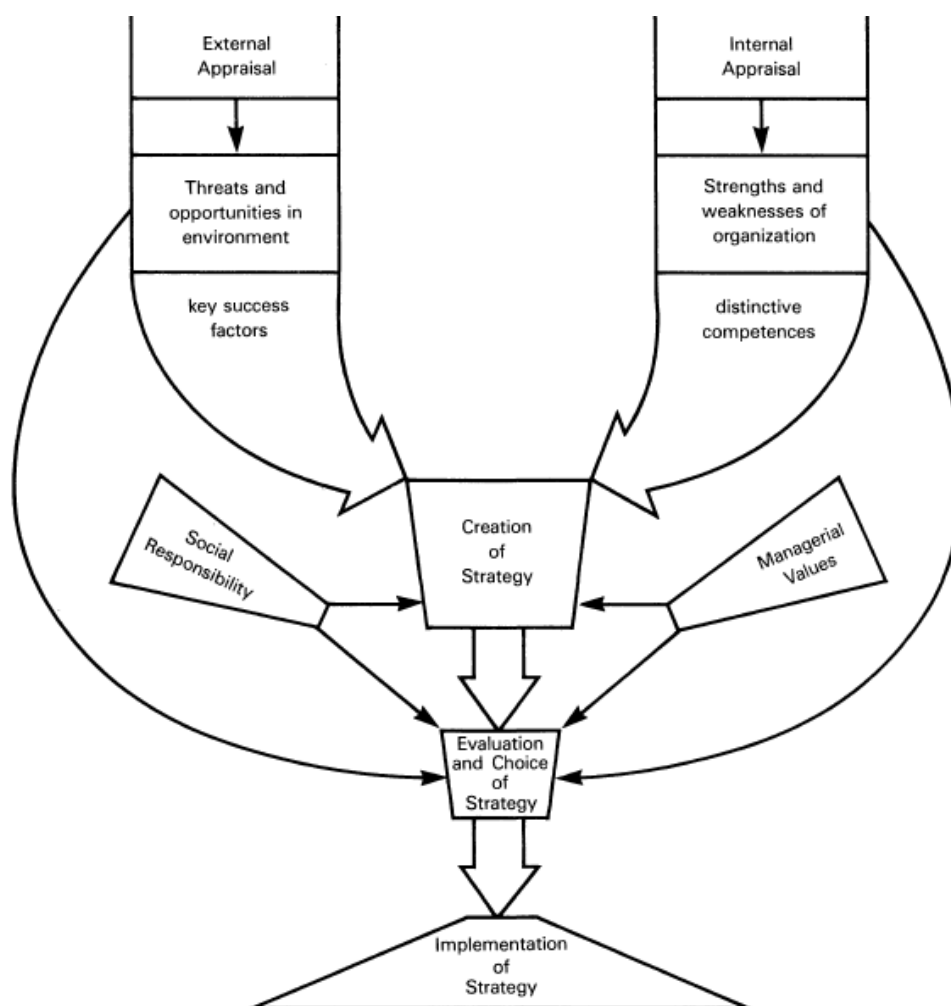 External
Appraisal
Internal
Appraisal
Threats and
opportunities in
environment
Strengths and
weaknesses of
organization
key success
factors
distinctive
competences
Creation
of
Strategy
Social
Responsibility
Managerial
Values
Evaluation
and Choice
of
Strategy
Implementation
of
Strategy